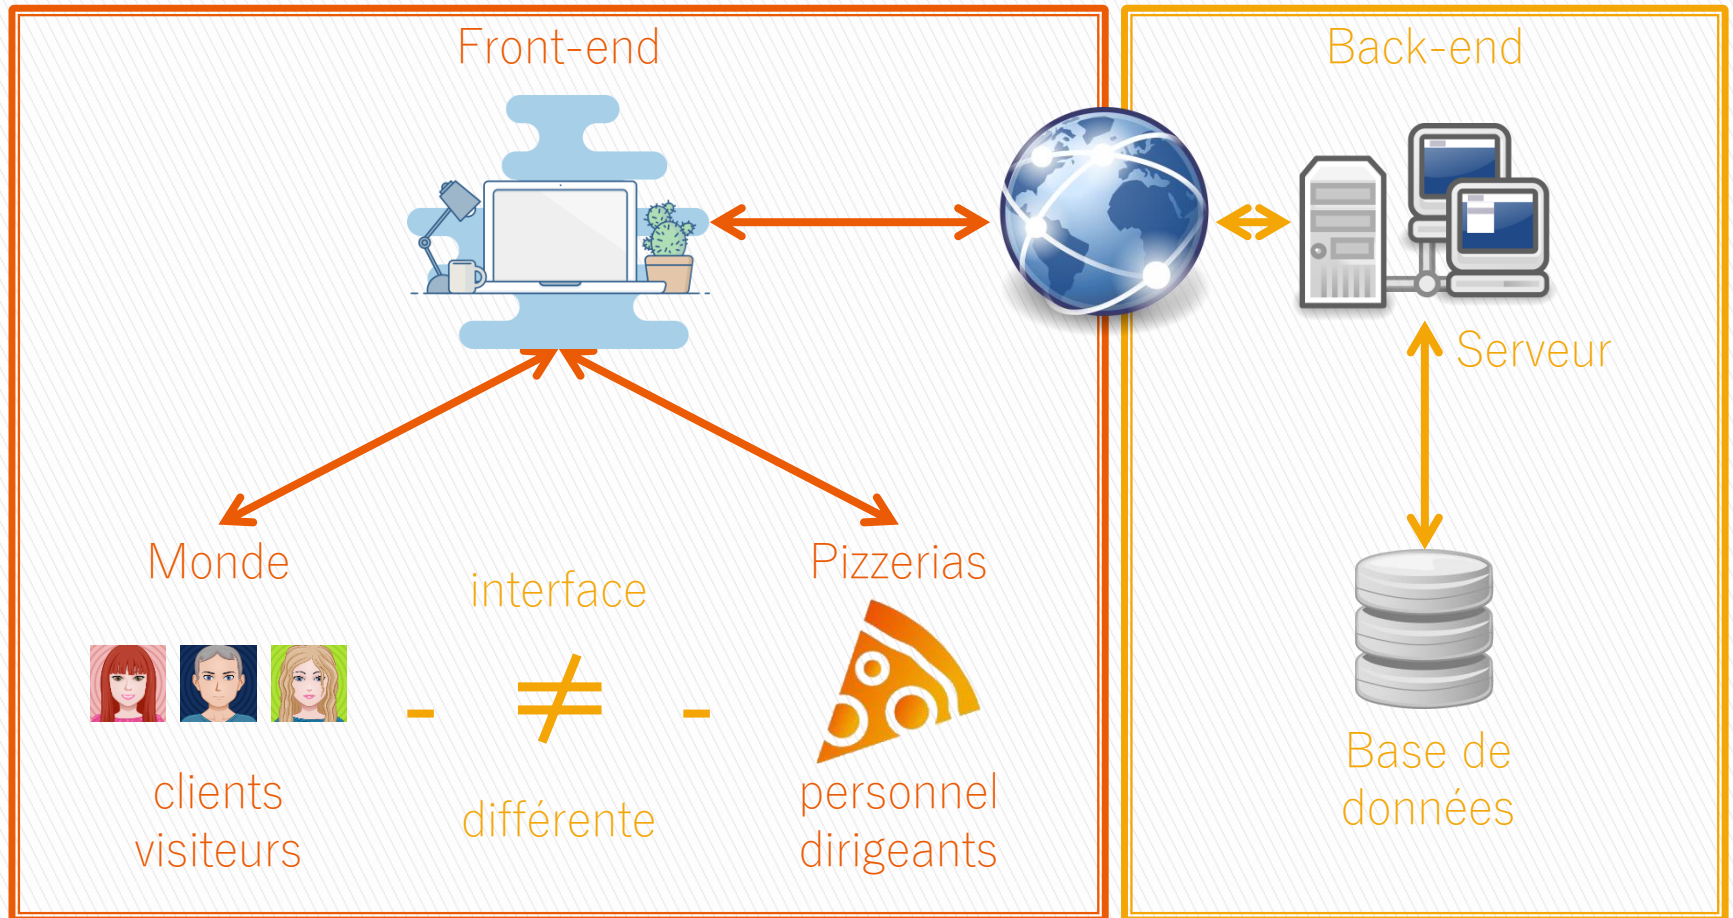 Front-end
Back-end
Serveur
Monde
interface
Pizzerias
- ≠ -
clients
visiteurs
différente
personnel
dirigeants
Base de
données